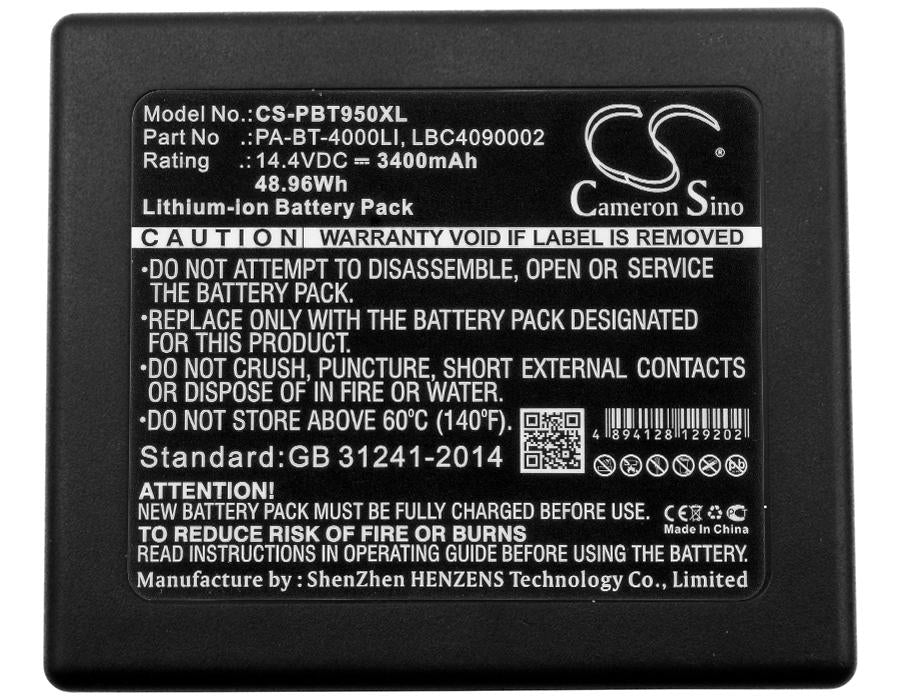 Model No.:CS-PBT950XL
Part No .:PA-BT-4000LI, LBC4090002
Rating .:14.4VDC = 3400mAh
48.96Wh
Lithium-ion Battery Pack
CS
®
Cameron Sino
CAUTION WARRANTY VOID IF LABEL IS REMOVED
•DO NOT ATTEMPT TO DISASSEMBLE, OPEN OR SERVICE
THE BATTERY PACK.
•REPLACE ONLY WITH THE BATTERY PACK DESIGNATED
FOR THIS PRODUCT.
•DO NOT CRUSH, PUNCTURE, SHORT EXTERNAL CONTACTS
OR DISPOSE OF IN FIRE OR WATER.
•DO NOT STORE ABOVE 60ºC (140ºF).
4 894128 129202
Standard:GB 31241-2014
Pb
ATTENTION!
NEW BATTERY PACK MUST BE FULLY CHARGED BEFORE USE.
CE
Made In China
TO REDUCE RISK OF FIRE OR BURNS
READ INSTRUCTIONS IN OPERATING GUIDE BEFORE USING THE BATTERY.
Manufacture by : ShenZhen HENZENS Technology Co., Limited